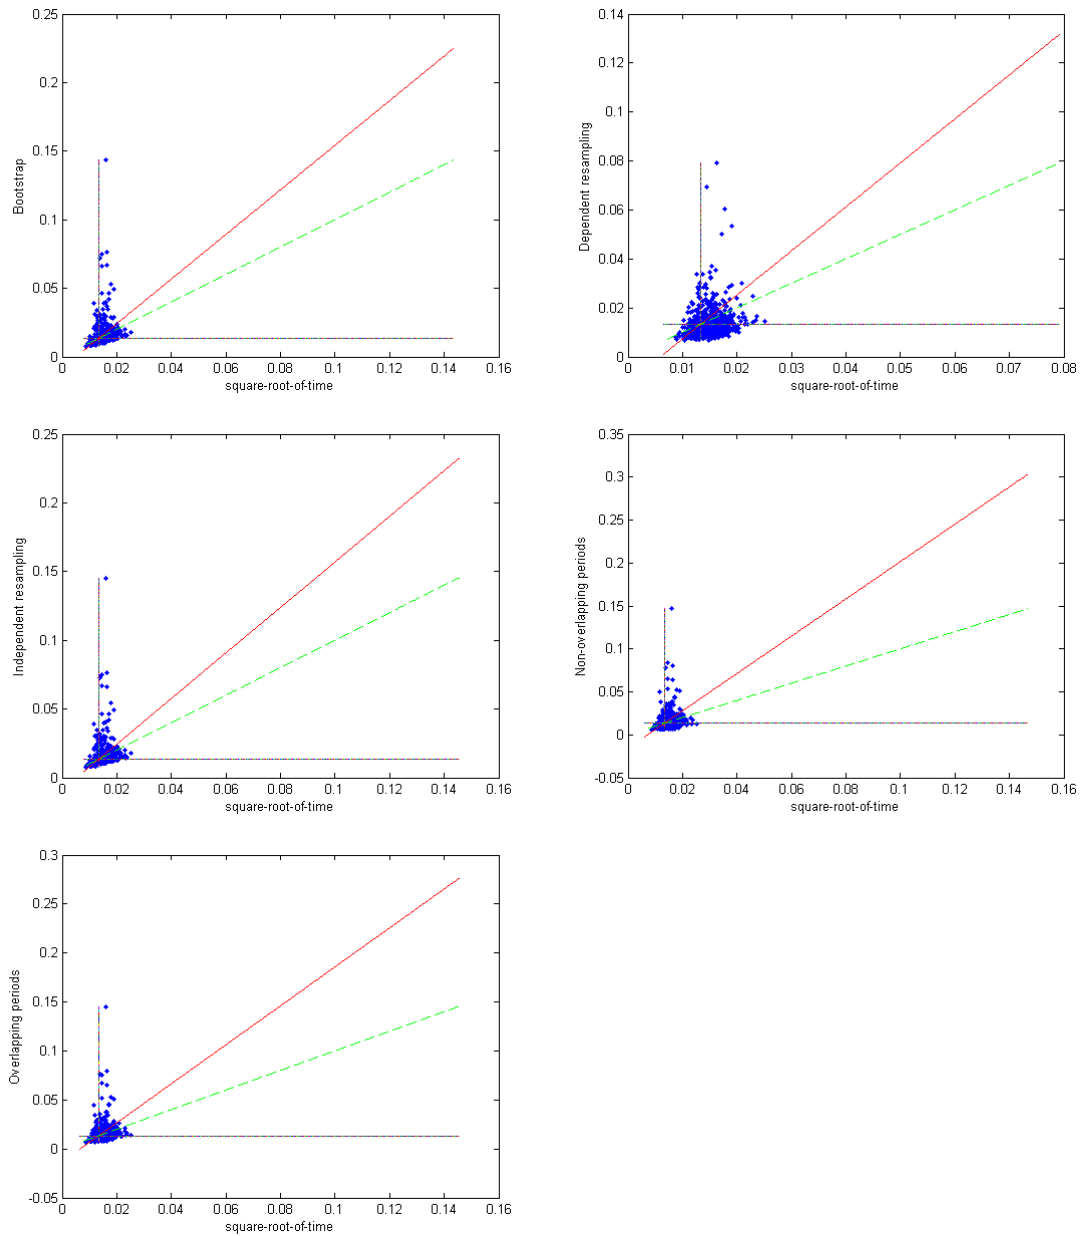 0.25
0.2
0.15
0.1
0.05
0
Bootstrap
0 0.02 0.04 0.06 0.08 0.1 0.12 0.14 0.16
square-root-of-time
0.14
0.12
0.1
0.08
0.06
0.04
0.02
0
Dependent resampling
0 0.01 0.02 0.03 0.04 0.05 0.06 0.07 0.08
square-root-of-time
0.25
0.2
0.15
0.1
0.05
0
Independent resampling
0 0.02 0.04 0.06 0.08 0.1 0.12 0.14 0.16
square-root-of-time
0.35
0.3
0.25
0.2
0.15
0.1
0.05
0
-0.05
Non-overlapping periods
0 0.02 0.04 0.06 0.08 0.1 0.12 0.14 0.16
square-root-of-time
0.3
0.25
0.2
0.15
0.1
0.05
0
-0.05
Overlapping periods
0 0.02 0.04 0.06 0.08 0.1 0.12 0.14 0.16
square-root-of-time